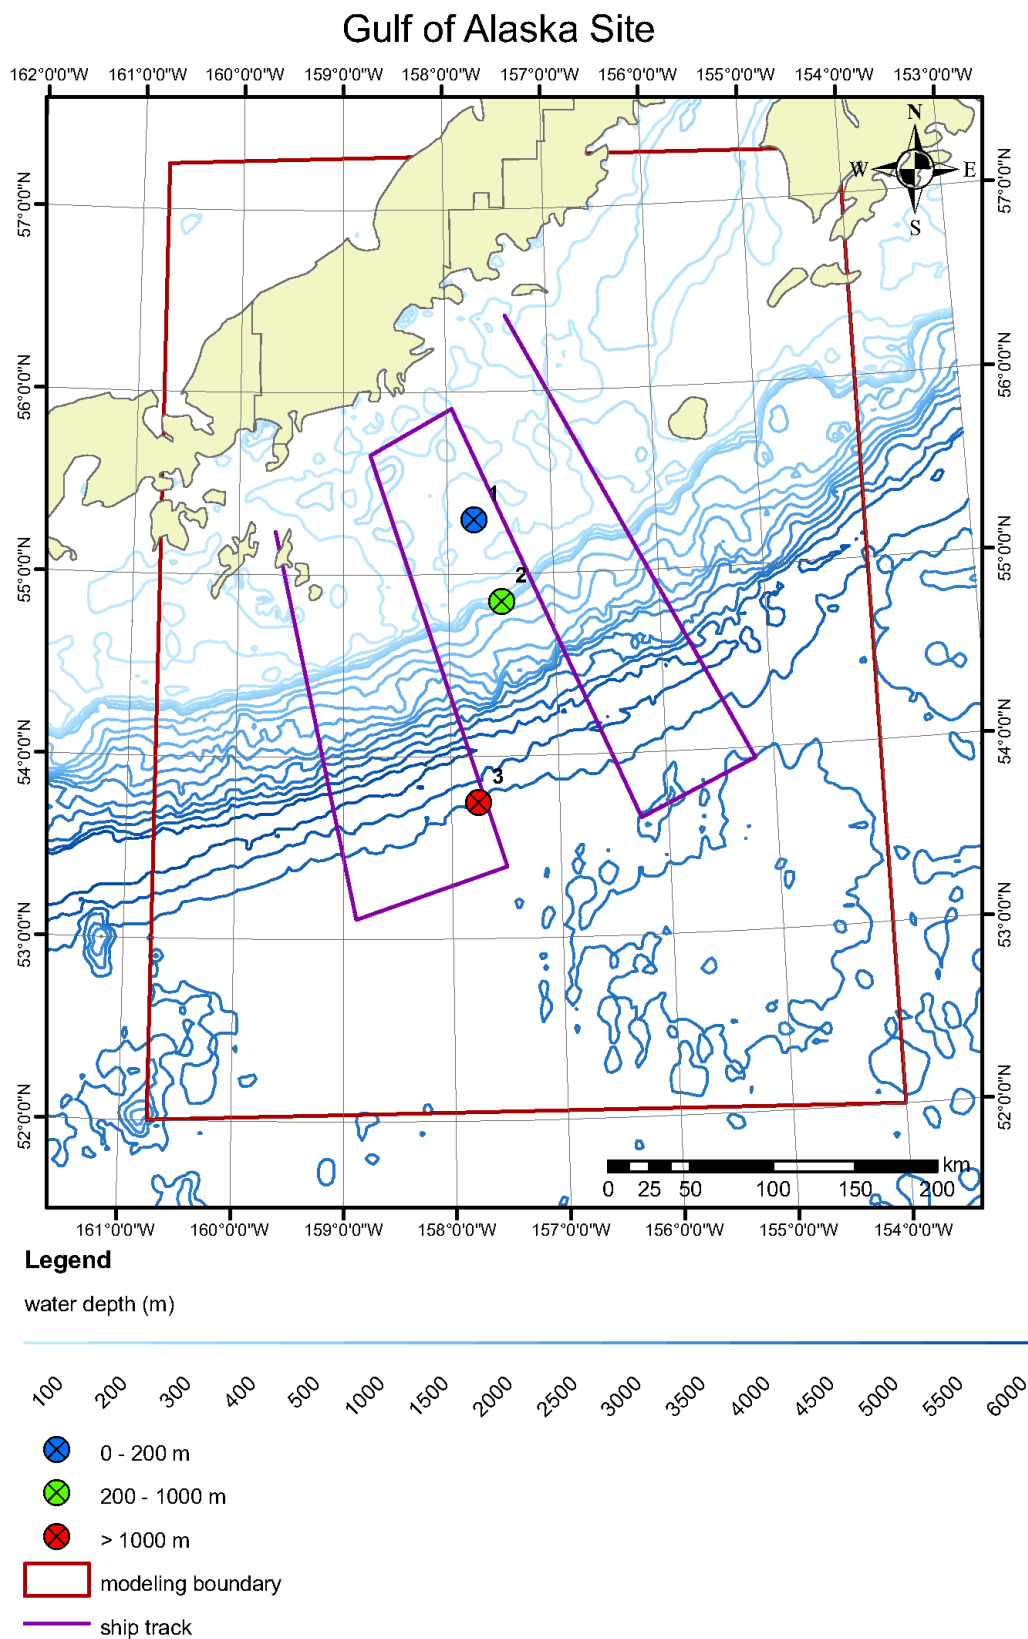 Gulf of Alaska Site
162°0'0"W 161°0'0"W 160°0'0"W 159°0'0"W 158°0'0"W 157°0'0"W 156°0'0"W 155°0'0"W 154°0'0"W 153°0'0"W
N
W E
S
57°0'0"N 57°0'0"N
56°0'0"N 56°0'0"N
1
55°0'0"N 55°0'0"N
2
54°0'0"N 54°0'0"N
3
53°0'0"N 53°0'0"N
52°0'0"N 52°0'0"N
km
0 25 50 100 150 200
161°0'0"W 160°0'0"W 159°0'0"W 158°0'0"W 157°0'0"W 156°0'0"W 155°0'0"W 154°0'0"W
Legend
water depth (m)
100 200 300 400 500 1000 1500 2000 2500 3000 3500 4000 4500 5000 5500 6000
0 - 200 m
200 - 1000 m
> 1000 m
modeling boundary
ship track